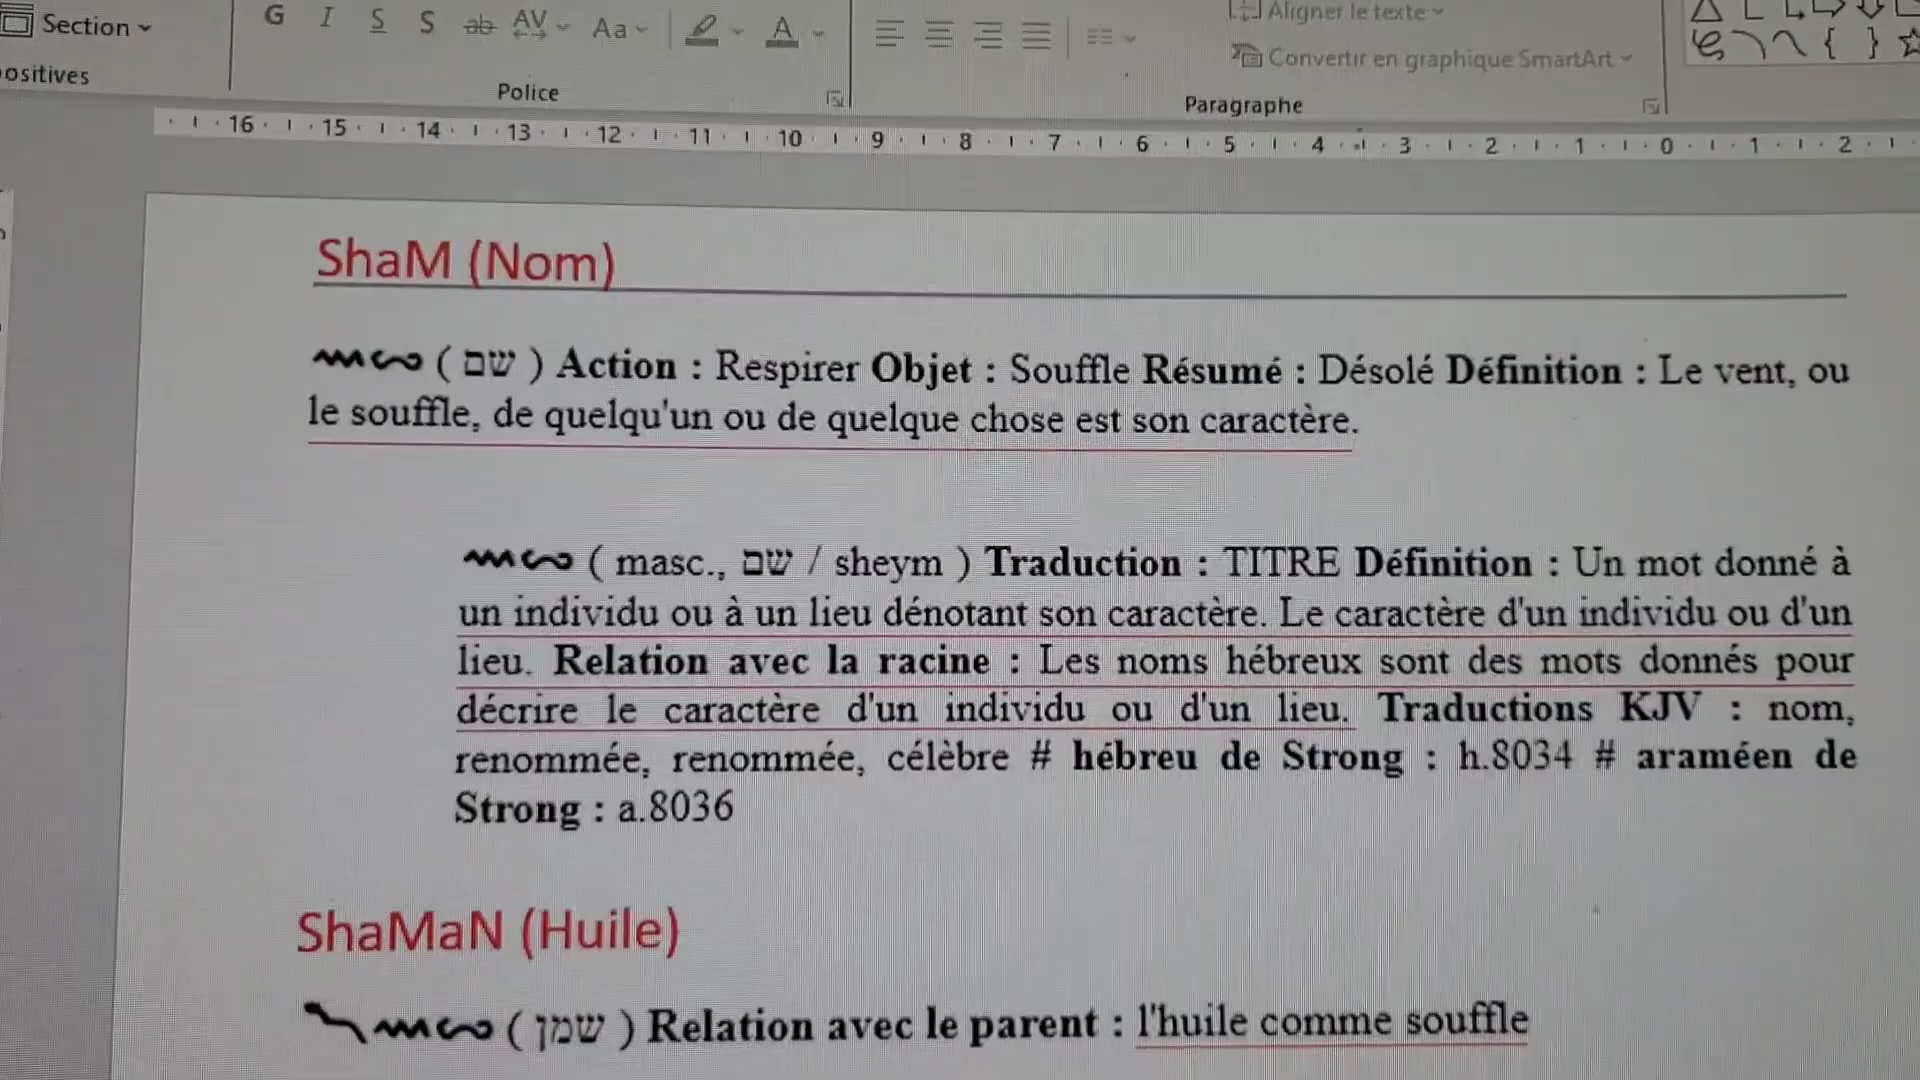 Section
ositives
G I S S ab AV Aa A
Police
Aligner le texte
Convertir en graphique SmartArt
Paragraphe
16 15 14 13 12 11 10 9 8 7 6 5 4 3 2 1 0 1 2
ShaM (Nom)
( שם ) Action : Respirer Objet : Souffle Résumé : Désolé Définition : Le vent, ou
le souffle, de quelqu'un ou de quelque chose est son caractère.
( masc., שם / sheym ) Traduction : TITRE Définition : Un mot donné à
un individu ou à un lieu dénotant son caractère. Le caractère d'un individu ou d'un
lieu. Relation avec la racine : Les noms hébreux sont des mots donnés pour
décrire le caractère d'un individu ou d'un lieu. Traductions KJV : nom,
renommée, renommée, célèbre # hébreu de Strong : h.8034 # araméen de
Strong : a.8036
ShaMaN (Huile)
( שמן ) Relation avec le parent : l'huile comme souffle